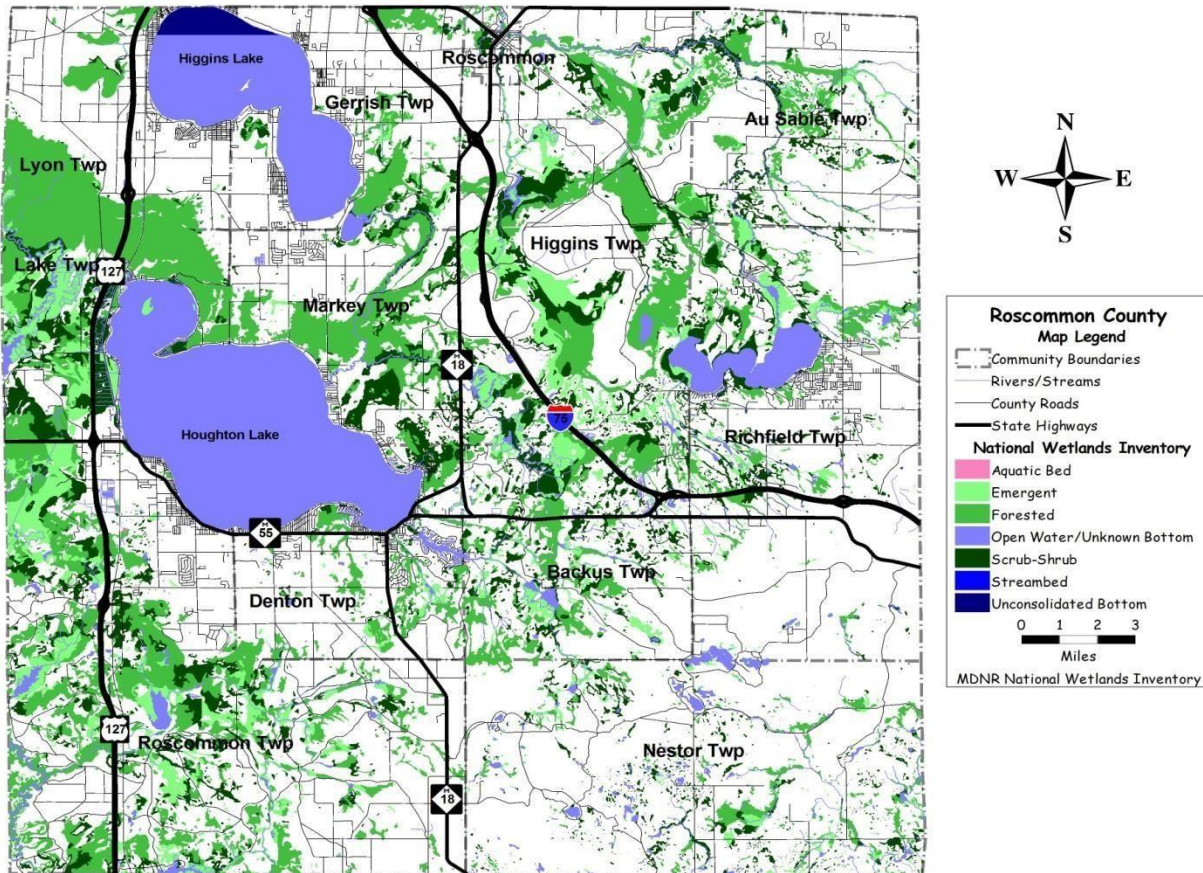 Higgins Lake
Roscommon
Gerrish Twp
Au Sable Twp
Lyon Twp
Higgins Twp
Lake Twp
127
Markey Twp
M
18
75
Houghton Lake
Richfield Twp
M
55
Backus Twp
Denton Twp
127
Roscommon Twp
Nestor Twp
M
18
N
W E
S
Roscommon County
Map Legend
Community Boundaries
Rivers/Streams
County Roads
State Highways
National Wetlands Inventory
Aquatic Bed
Emergent
Forested
Open Water/Unknown Bottom
Scrub-Shrub
Streambed
Unconsolidated Bottom
0 1 2 3
Miles
MDNR National Wetlands Inventory